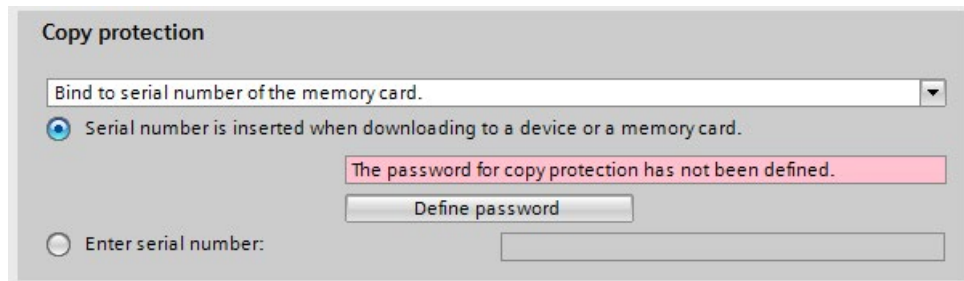 Copy protection
Bind to serial number of the memory card.
Serial number is inserted when downloading to a device or a memory card.
The password for copy protection has not been defined.
Define password
Enter serial number: